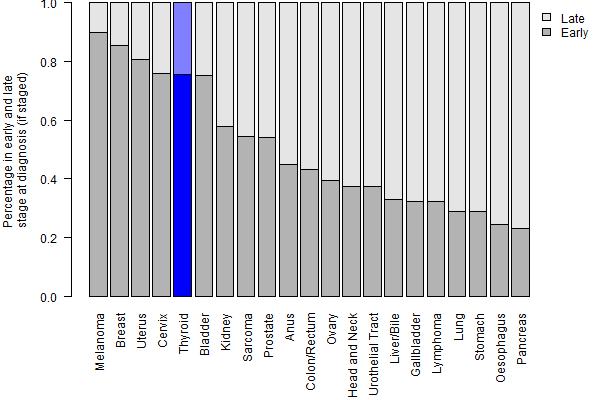 Percentage in early and late
stage at diagnosis (if staged)
1.0
0.8
0.6
0.4
0.2
0.0
Late
Early
Melanoma
Breast
Uterus
Cervix
Thyroid
Bladder
Kidney
Sarcoma
Prostate
Anus
Colon/Rectum
Ovary
Head and Neck
Urothelial Tract
Liver/Bile
Gallbladder
Lymphoma
Lung
Stomach
Oesophagus
Pancreas